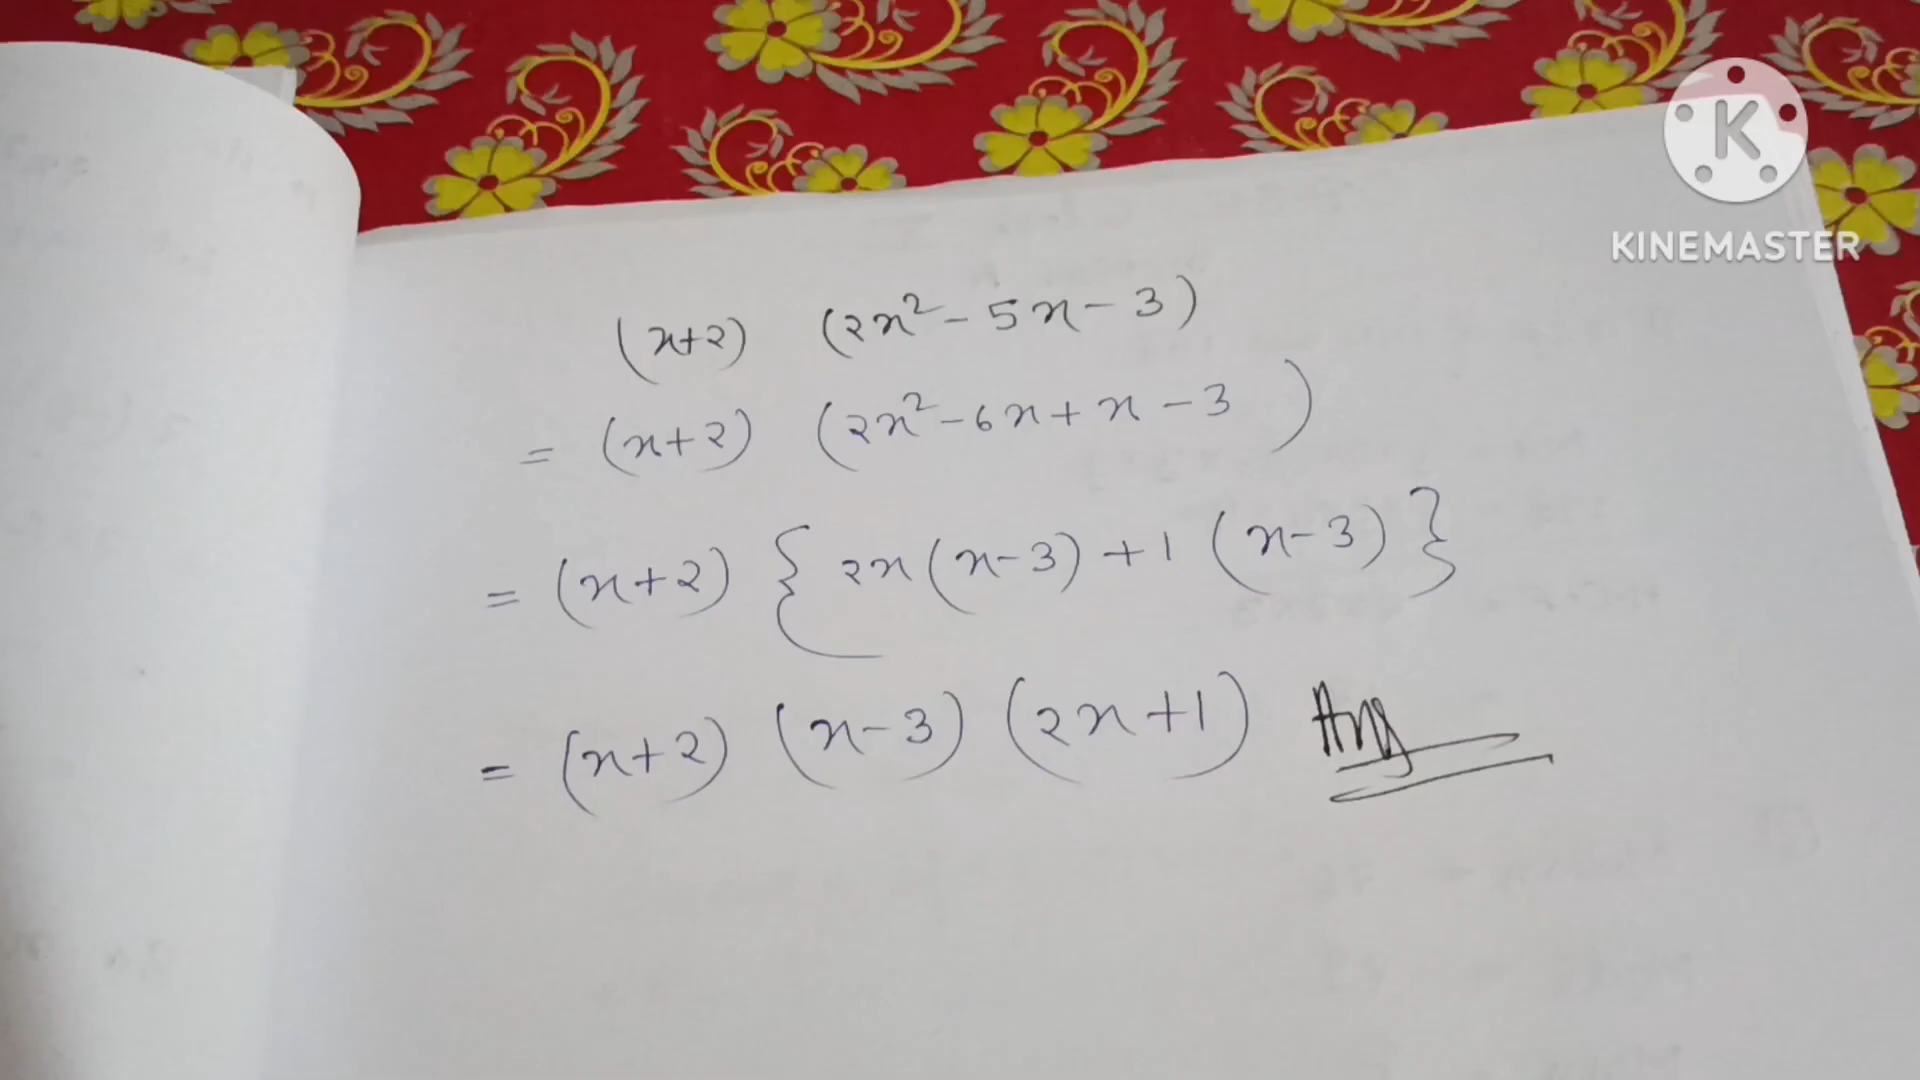 K
KINEMASTER
(x+2) (2x² - 5x - 3)
= (x+2) (2x² - 6x + x - 3)
= (x+2) {2x(x-3) + 1(x-3)}
= (x+2) (x-3) (2x+1) Ans